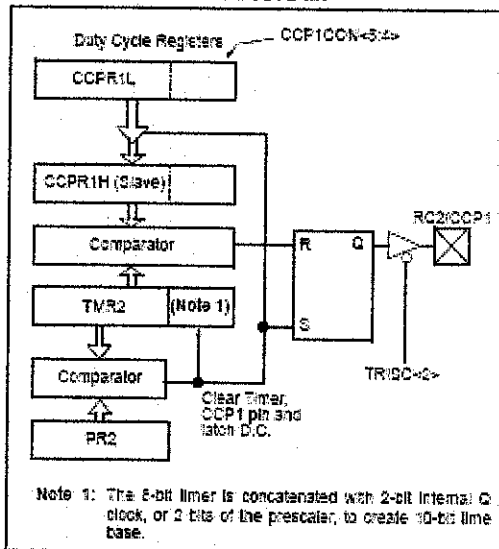 Duty Cycle Registers
CCP1CON<5:4>
CCPR1L
CCPR1H (Slave)
Comparator
TMR2
(Note 1)
Comparator
PR2
R
Q
S
RC2/CCP1
TRISC<2>
Clear Timer,
CCP1 pin and
latch D.C.
Note 1: The 8-bit timer is concatenated with 2-bit internal Q
clock, or 2 bits of the prescaler, to create 10-bit time
base.